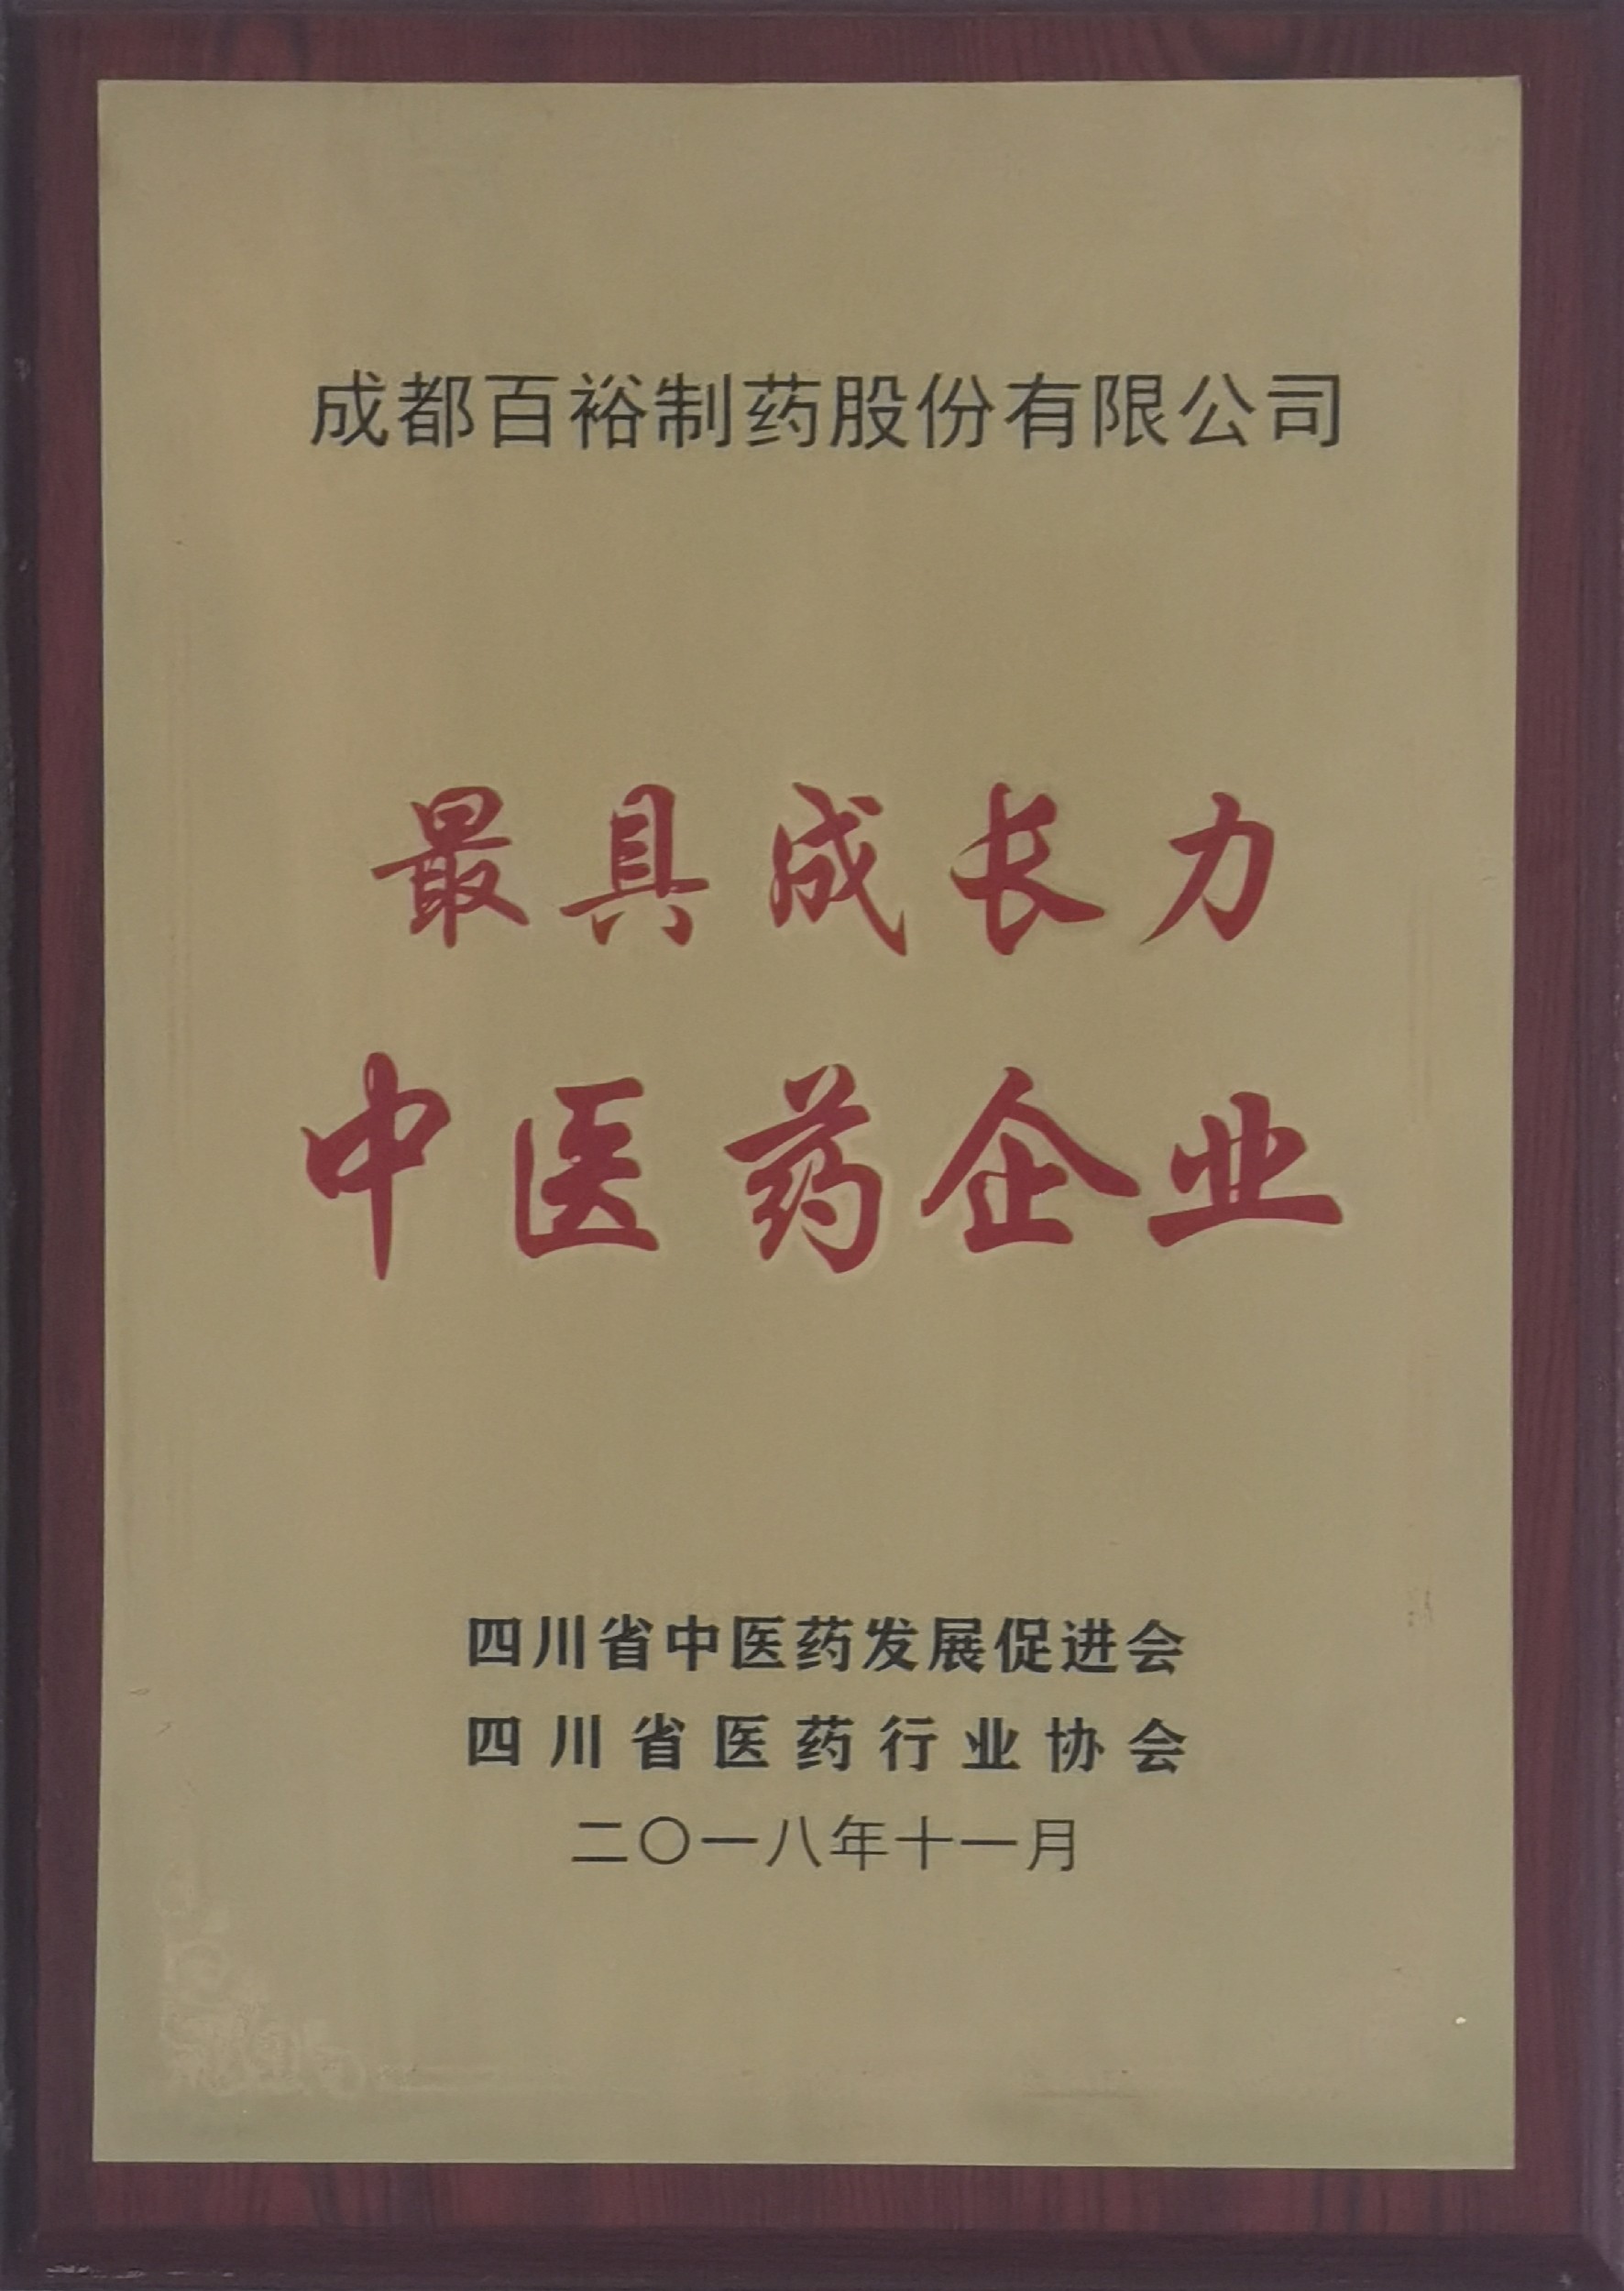 成都百裕制药股份有限公司
最具成长力
中医药企业
四川省中医药发展促进会
四川省医药行业协会
二〇一八年十一月